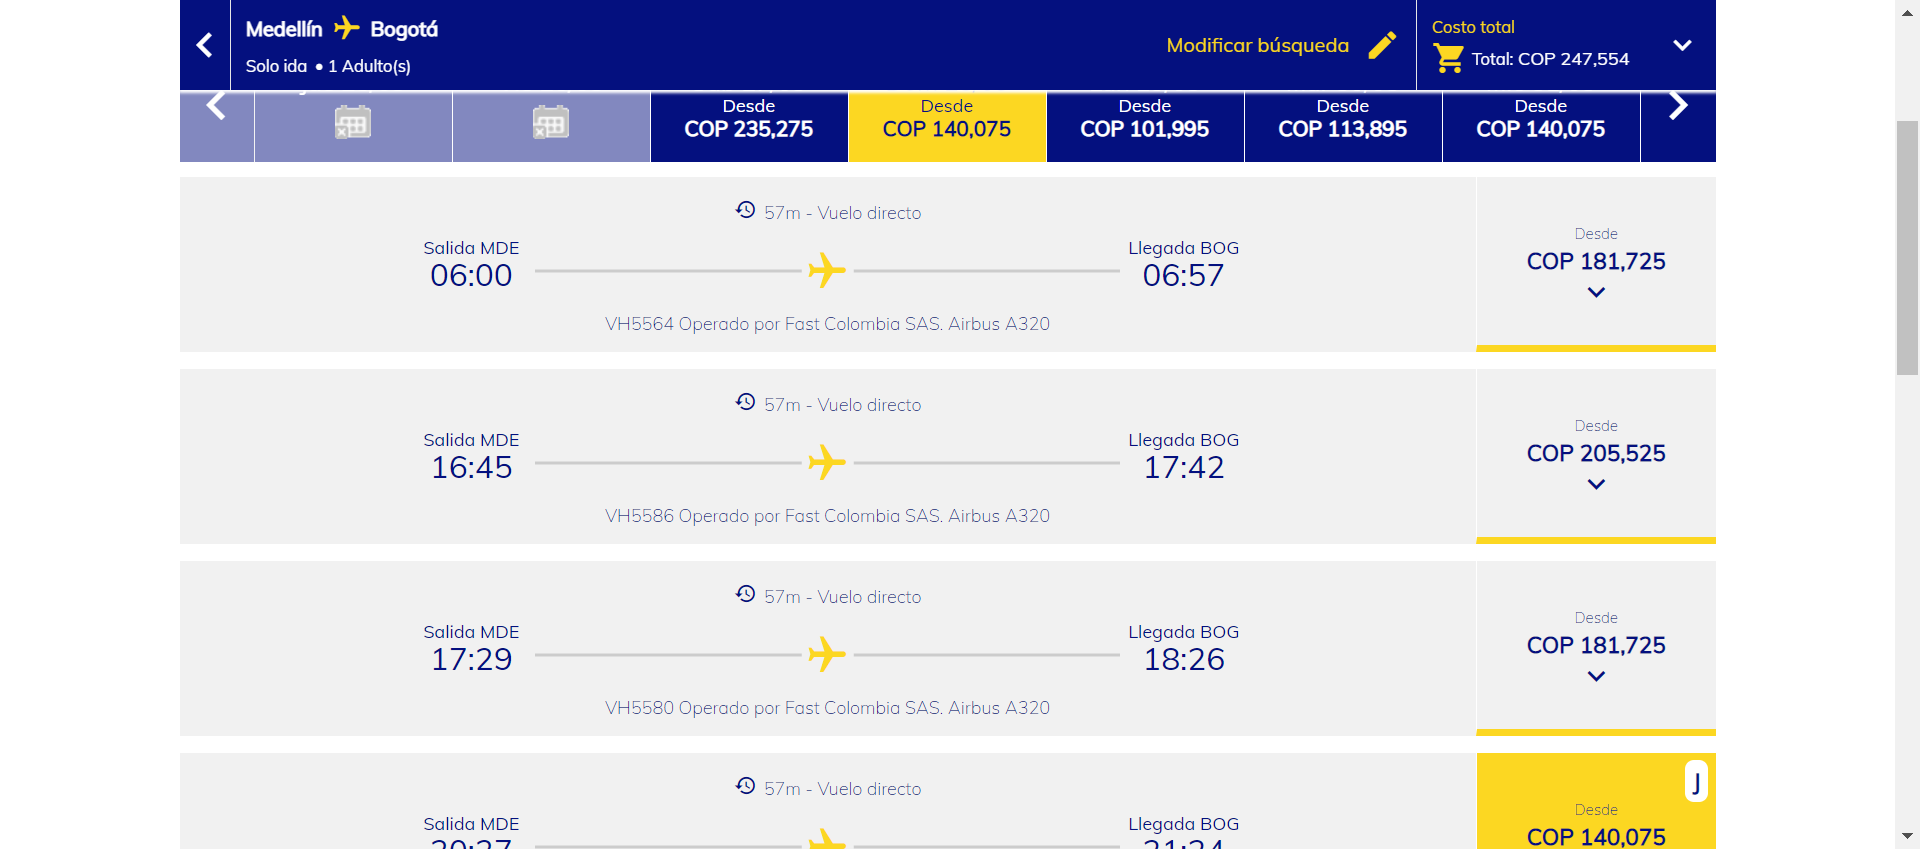 Medellín Bogotá
Solo ida • 1 Adulto(s)
Modificar búsqueda
Costo total
Total: COP 247,554
Desde
COP 235,275
Desde
COP 140,075
Desde
COP 101,995
Desde
COP 113,895
Desde
COP 140,075
57m - Vuelo directo
Salida MDE
06:00
Llegada BOG
06:57
VH5564 Operado por Fast Colombia SAS. Airbus A320
Desde
COP 181,725
57m - Vuelo directo
Salida MDE
16:45
Llegada BOG
17:42
VH5586 Operado por Fast Colombia SAS. Airbus A320
Desde
COP 205,525
57m - Vuelo directo
Salida MDE
17:29
Llegada BOG
18:26
VH5580 Operado por Fast Colombia SAS. Airbus A320
Desde
COP 181,725
57m - Vuelo directo
Salida MDE
20:27
Llegada BOG
21:24
J
Desde
COP 140,075